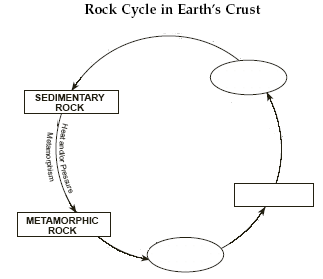 Rock Cycle in Earth's Crust
SEDIMENTARY
ROCK
Heat and/or Pressure
Metamorphism
METAMORPHIC
ROCK